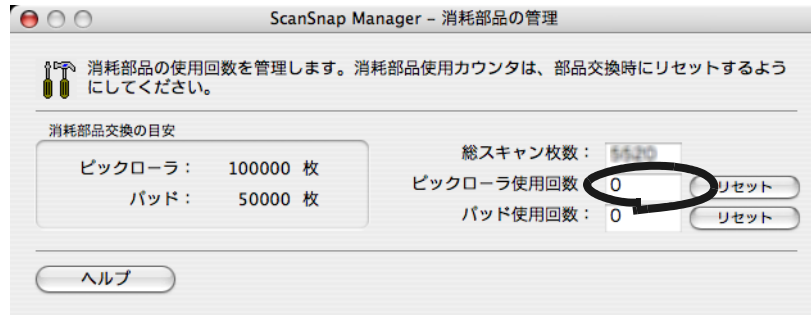 ScanSnap Manager – 消耗部品の管理
消耗部品の使用回数を管理します。消耗部品使用カウンタは、部品交換時にリセットするよう
にしてください。
消耗部品交換の目安
ピックローラ： 100000 枚
パッド： 50000 枚
総スキャン枚数：
ピックローラ使用回数 0 リセット
パッド使用回数： 0 リセット
ヘルプ